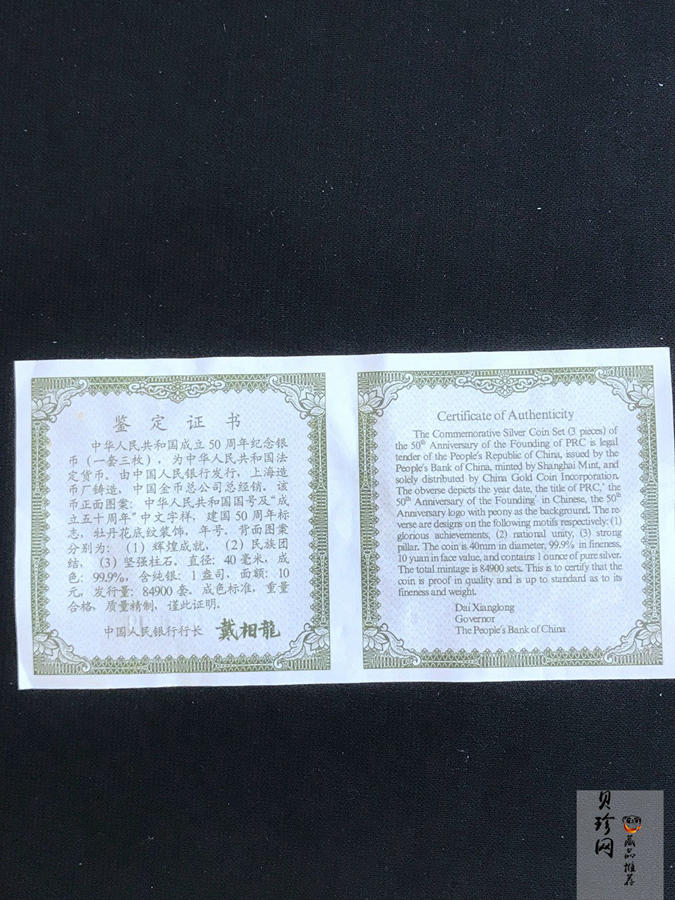 鉴定证书
中华人民共和国成立50周年纪念银
币（一套三枚），为中华人民共和国法
定货币。由中国人民银行发行，上海造
币厂铸造，中国金币总公司总经销。该
币正面图案：中华人民共和国国号及“成
立五十周年”中文字样，建国50周年标
志，牡丹花底纹装饰，年号。背面图案
分别为：（1）辉煌成就，（2）民族团
结，（3）坚强柱石。直径：40毫米，成
色：99.9%，含纯银：1盎司，面额：10
元，发行量：84900套。成色标准，重量
合格，质量精制，谨此证明。
中国人民银行行长 戴相龍
Certificate of Authenticity
The Commemorative Silver Coin Set (3 pieces) of
the 50th Anniversary of the Founding of PRC is legal
tender of the People's Republic of China, issued by the
People's Bank of China, minted by Shanghai Mint, and
solely distributed by China Gold Coin Incorporation.
The obverse depicts the year date, the title of PRC,' the
50th Anniversary of the Founding' in Chinese, the 50th
Anniversary logo with peony as the background. The re-
verse are designs on the following motifs respectively: (1)
glorious achievements, (2) national unity, (3) strong
pillar. The coin is 40mm in diameter, 99.9% in fineness,
10 yuan in face value, and contains 1 ounce of pure silver.
The total mintage is 84900 sets. This is to certify that the
coin is proof in quality and is up to standard as to its
fineness and weight.
Dai Xianglong
Governor
The People's Bank of China
贝珍网
藏品推荐